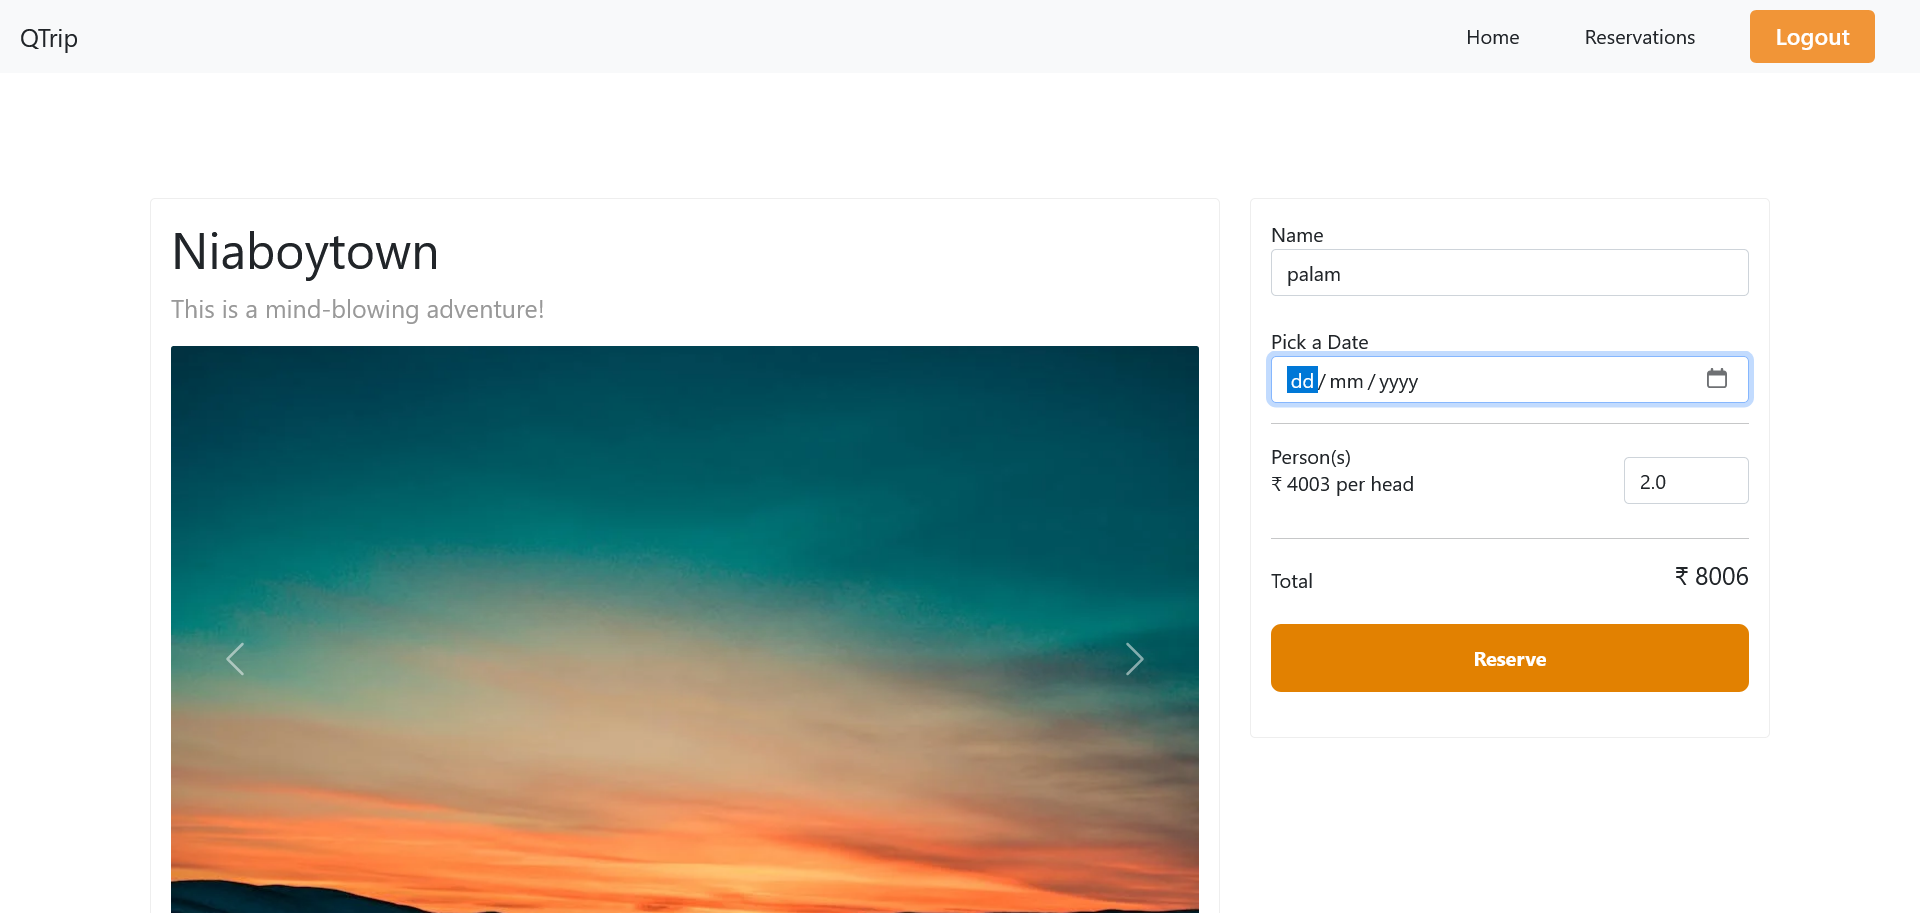 QTrip
Home
Reservations
Logout
Niaboytown
This is a mind-blowing adventure!
Name
palam
Pick a Date
dd/mm/yyyy
Person(s)
₹ 4003 per head
2.0
Total
₹ 8006
Reserve